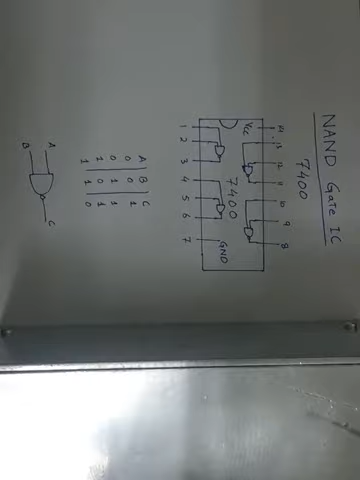 NAND Gate IC
7400
14 13 12 11 10 9 8
Vcc
7400
GND
1 2 3 4 5 6 7
A B C
0 0 1
0 1 1
1 0 1
1 1 0
A
B
C